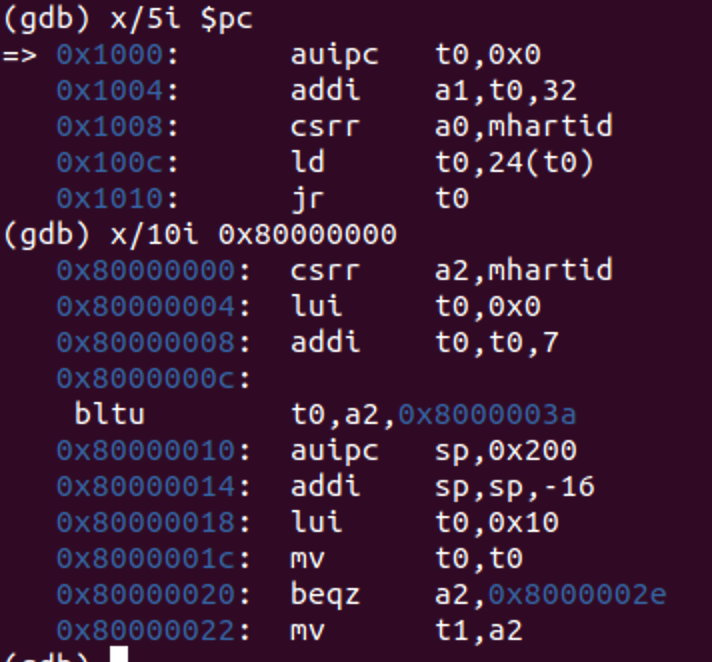 (gdb) x/5i $pc
=> 0x1000: auipc t0,0x0
0x1004: addi a1,t0,32
0x1008: csrr a0,mhartid
0x100c: ld t0,24(t0)
0x1010: jr t0
(gdb) x/10i 0x80000000
0x80000000: csrr a2,mhartid
0x80000004: lui t0,0x0
0x80000008: addi t0,t0,7
0x8000000c:
bltu t0,a2,0x8000003a
0x80000010: auipc sp,0x200
0x80000014: addi sp,sp,-16
0x80000018: lui t0,0x10
0x8000001c: mv t0,t0
0x80000020: beqz a2,0x8000002e
0x80000022: mv t1,a2
(gdb)